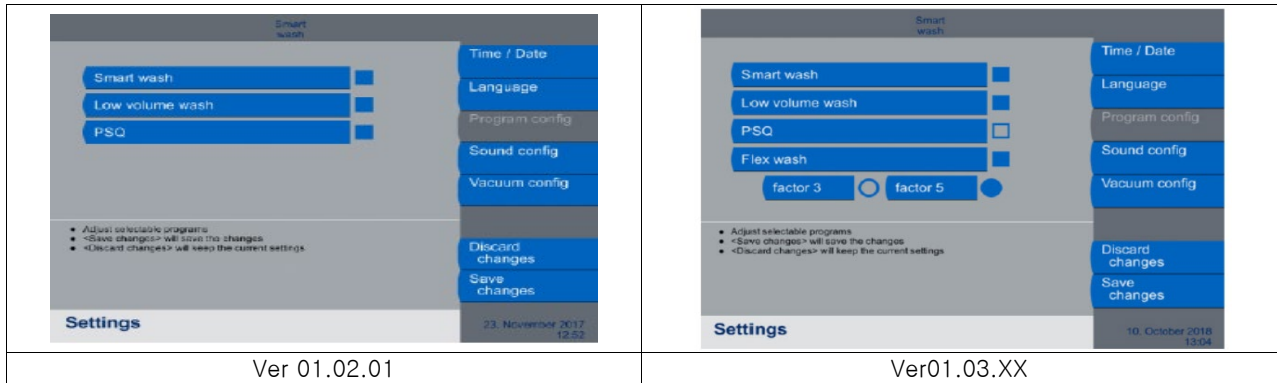 Smart
wash
Time / Date
Smart wash
Language
Low volume wash
Program config
PSQ
Sound config
Vacuum config
• Adjust selectable programs
• <Save changes> will save the changes
• <Discard changes> will keep the current settings
Discard
changes
Save
changes
Settings
23. November 2017
12:52
Ver 01.02.01
Smart
wash
Time / Date
Smart wash
Language
Low volume wash
Program config
PSQ
Sound config
Flex wash
Vacuum config
factor 3
factor 5
• Adjust selectable programs
• <Save changes> will save the changes
• <Discard changes> will keep the current settings
Discard
changes
Save
changes
Settings
10. October 2018
13:04
Ver01.03.XX